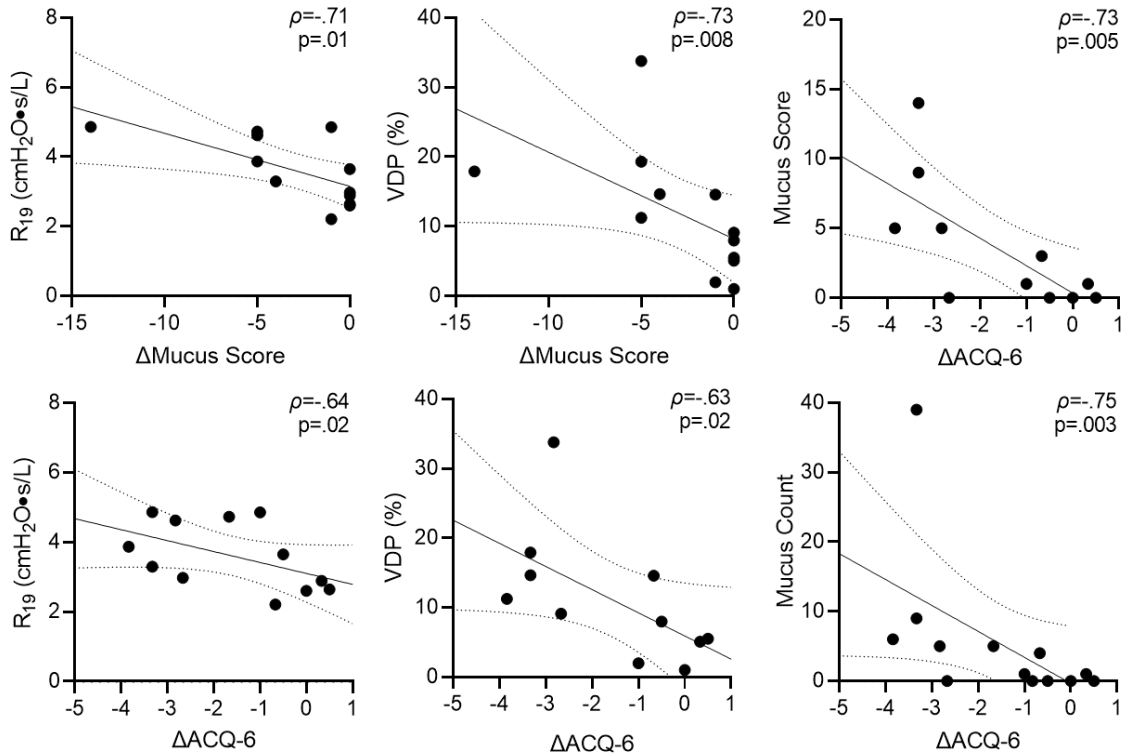 ρ=-.71
p=.01
R₁₉ (cmH₂O•s/L)
8
6
4
2
0
-15 -10 -5 0
ΔMucus Score
ρ=-.73
p=.008
VDP (%)
40
30
20
10
0
-15 -10 -5 0
ΔMucus Score
ρ=-.73
p=.005
Mucus Score
20
15
10
5
0
-5 -4 -3 -2 -1 0 1
ΔACQ-6
ρ=-.64
p=.02
R₁₉ (cmH₂O•s/L)
8
6
4
2
0
-5 -4 -3 -2 -1 0 1
ΔACQ-6
ρ=-.63
p=.02
VDP (%)
40
30
20
10
0
-5 -4 -3 -2 -1 0 1
ΔACQ-6
ρ=-.75
p=.003
Mucus Count
40
30
20
10
0
-5 -4 -3 -2 -1 0 1
ΔACQ-6